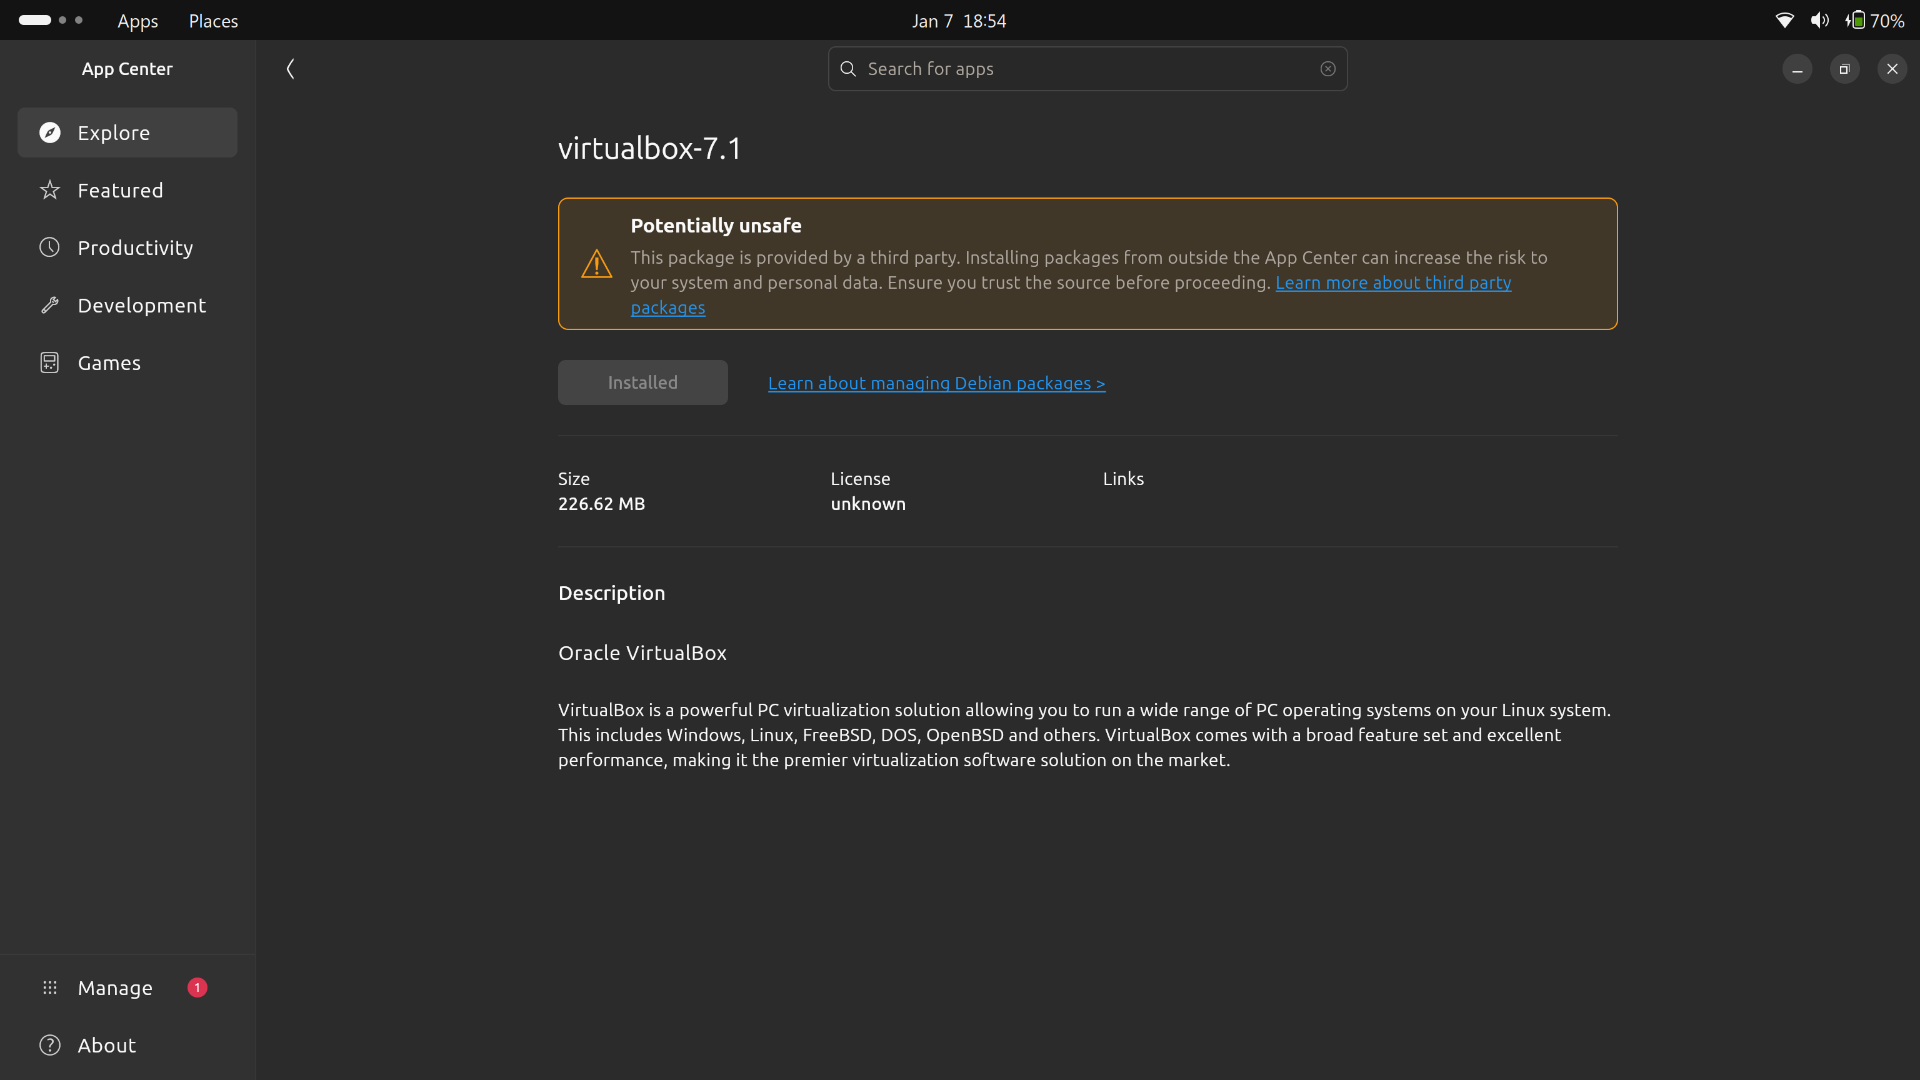 Apps Places Jan 7 18:54 70%
App Center
Search for apps
Explore
Featured
Productivity
Development
Games
Manage 1
About
virtualbox-7.1
Potentially unsafe
This package is provided by a third party. Installing packages from outside the App Center can increase the risk to
your system and personal data. Ensure you trust the source before proceeding. Learn more about third party
packages
Installed Learn about managing Debian packages >
Size License Links
226.62 MB unknown
Description
Oracle VirtualBox
VirtualBox is a powerful PC virtualization solution allowing you to run a wide range of PC operating systems on your Linux system.
This includes Windows, Linux, FreeBSD, DOS, OpenBSD and others. VirtualBox comes with a broad feature set and excellent
performance, making it the premier virtualization software solution on the market.